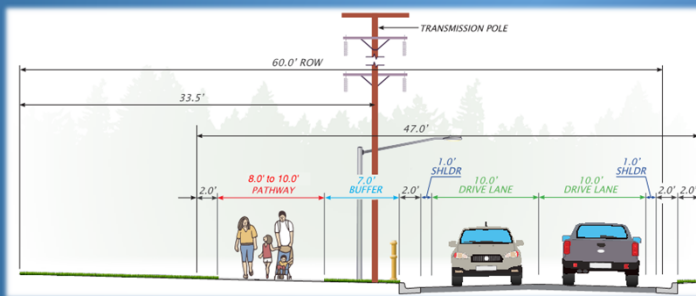 TRANSMISSION POLE
60.0' ROW
33.5'
47.0'
8.0' to 10.0'
PATHWAY
7.0'
BUFFER
1.0'
SHLDR
10.0'
DRIVE LANE
10.0'
DRIVE LANE
1.0'
SHLDR
2.0'
2.0'
2.0'
2.0'